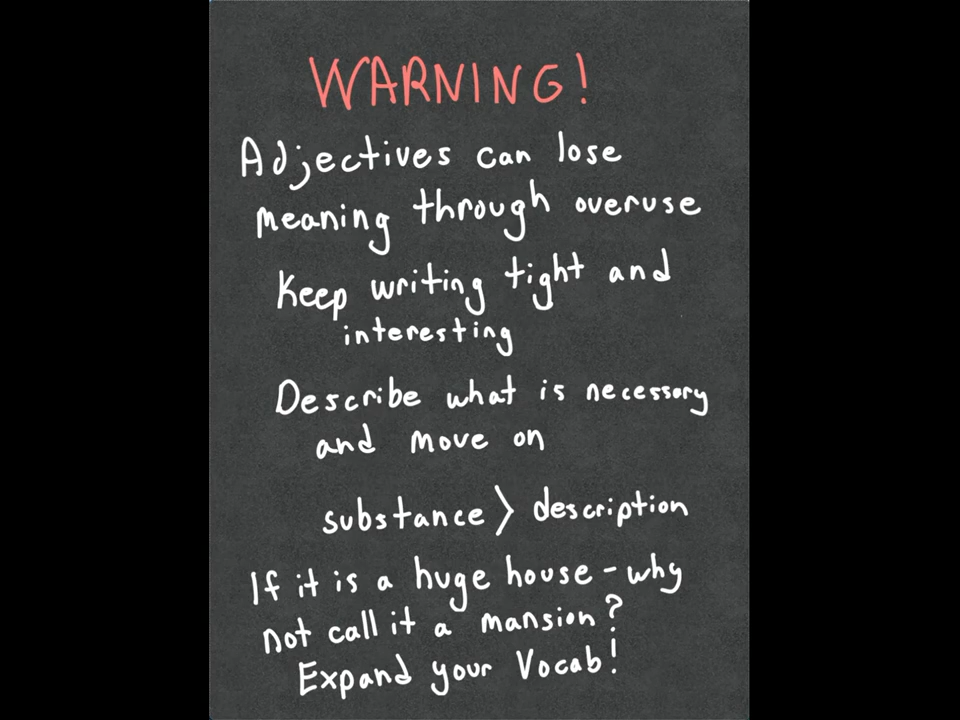 WARNING!
Adjectives can lose
meaning through overuse
Keep writing tight and
interesting
Describe what is necessary
and move on
substance > description
If it is a huge house - why
not call it a mansion?
Expand your Vocab!